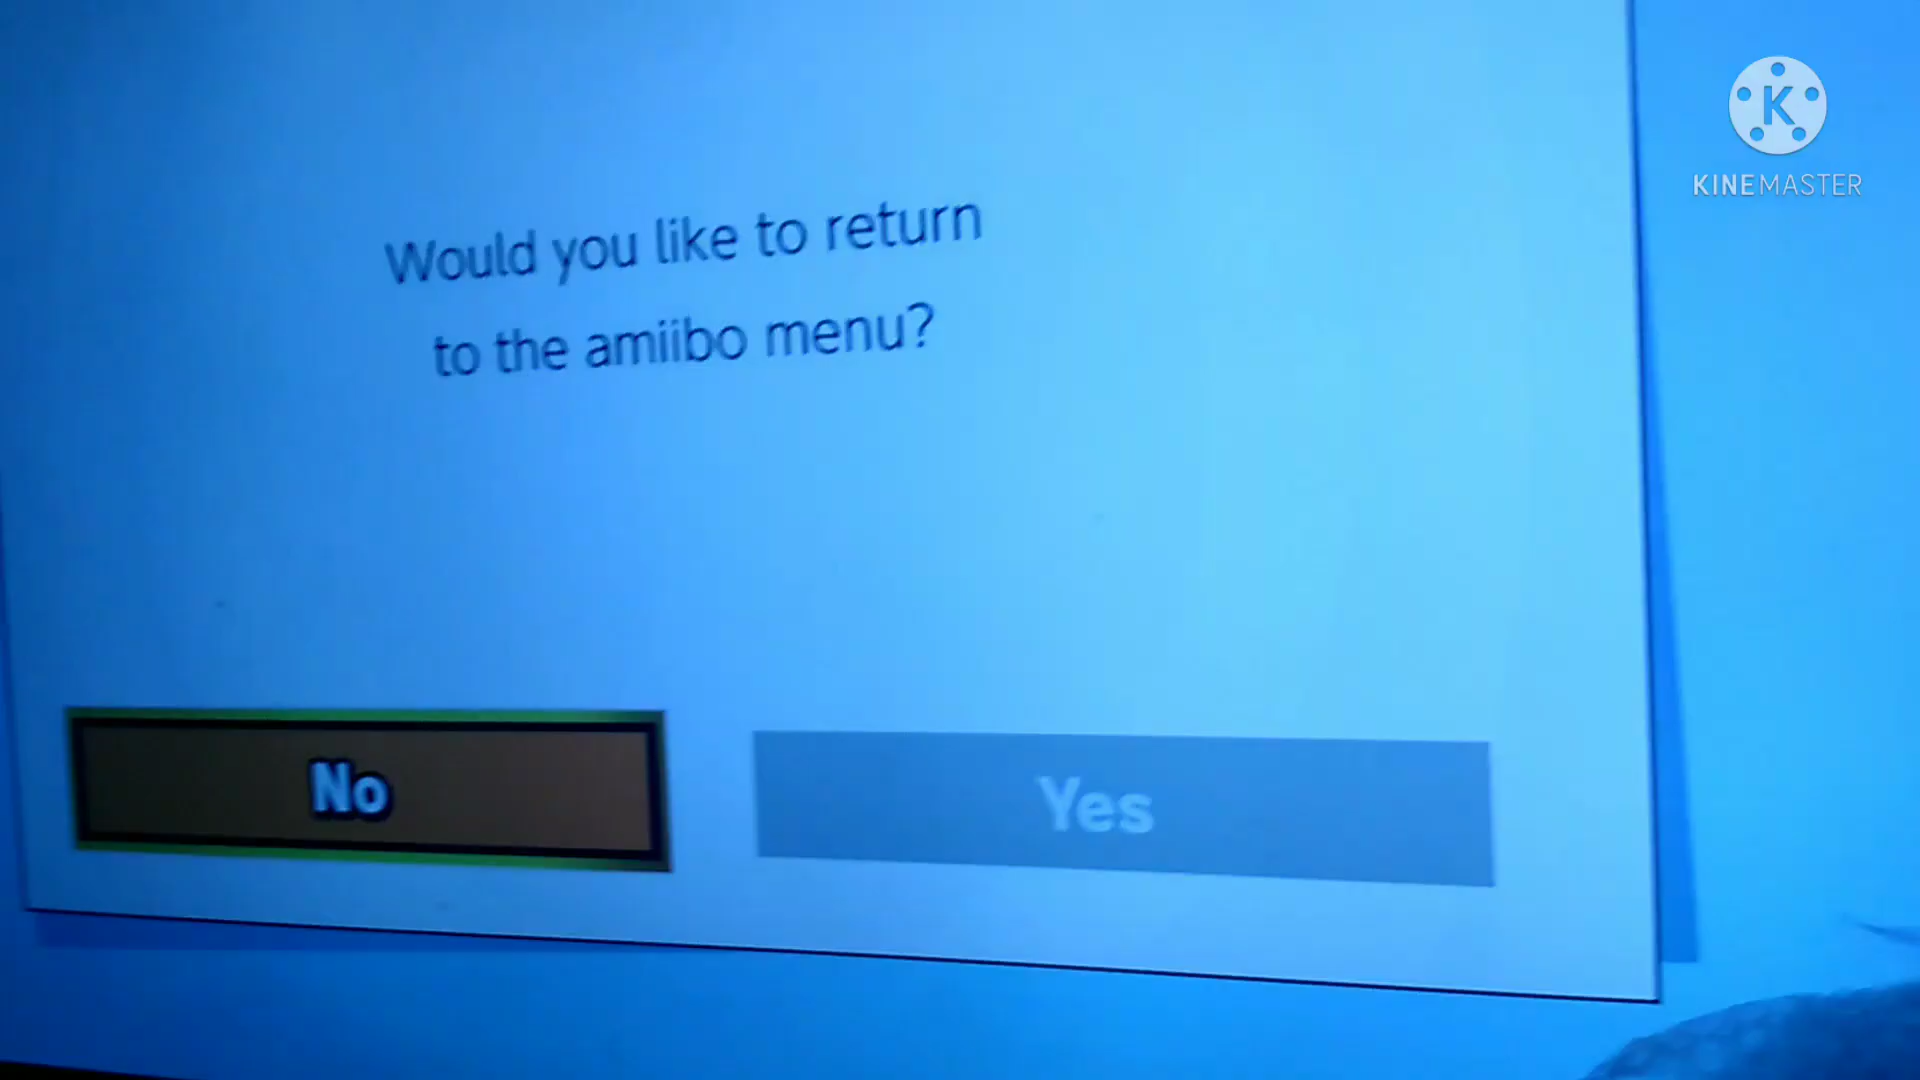 K
KINEMASTER
Would you like to return
to the amiibo menu?
No
Yes